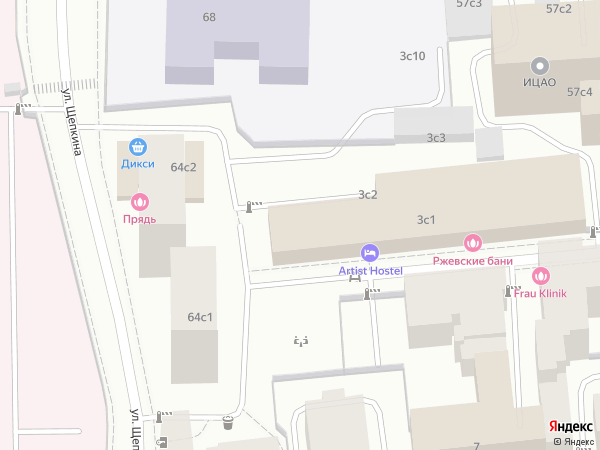 57с3
57с2
68
3с10
ИЦАО
57с4
ул. Щепкина
3с3
Дикси
64с2
3с2
3с1
Прядь
Ржевские бани
Artist Hostel
Frau Klinik
64с1
ул. Щеп
7
Яндекс
© Яндекс